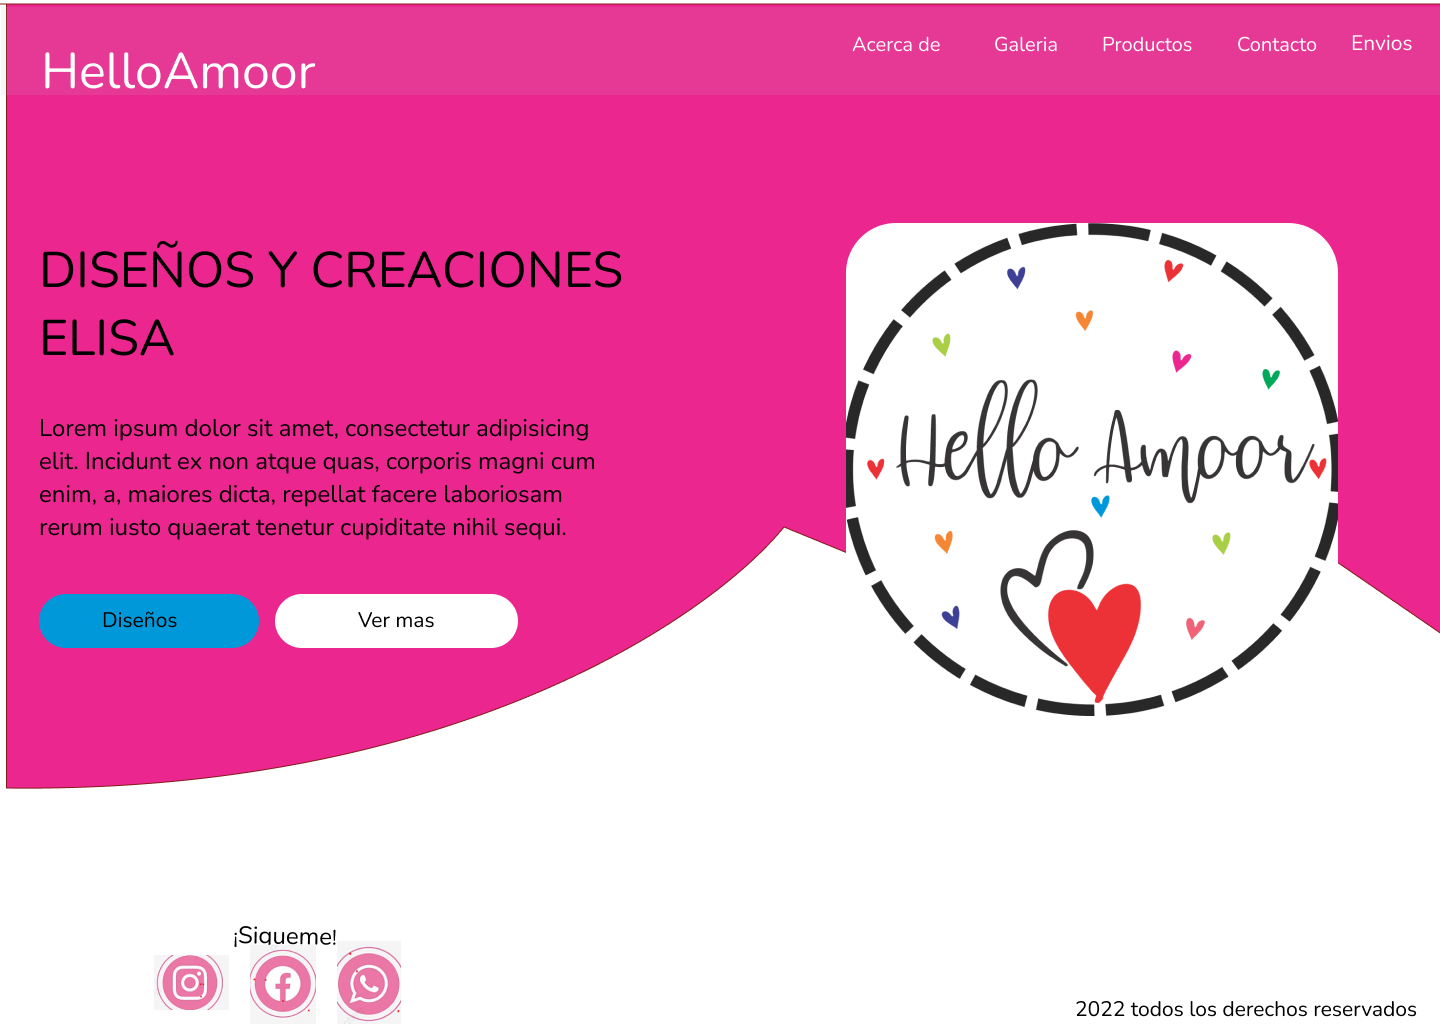 HelloAmoor
Acerca de
Galeria
Productos
Contacto
Envios
DISEÑOS Y CREACIONES
ELISA
Lorem ipsum dolor sit amet, consectetur adipisicing
elit. Incidunt ex non atque quas, corporis magni cum
enim, a, maiores dicta, repellat facere laboriosam
rerum iusto quaerat tenetur cupiditate nihil sequi.
Diseños
Ver mas
Hello Amoor
¡Sigueme!
2022 todos los derechos reservados